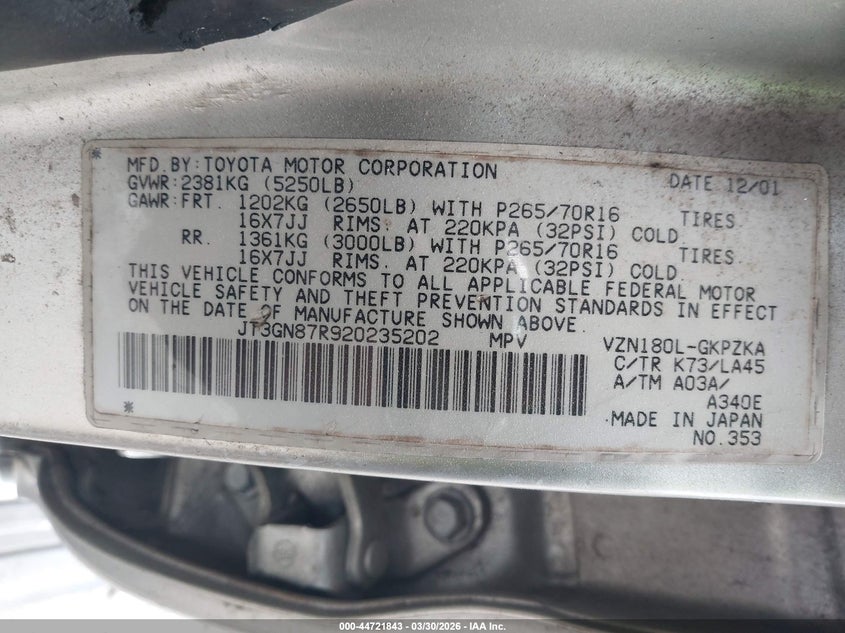 MFD.BY:TOYOTA MOTOR CORPORATION DATE 12/01
GVWR:2381KG (5250LB)
GAWR:FRT. 1202KG (2650LB) WITH P265/70R16 TIRES
16X7JJ RIMS. AT 220KPA (32PSI) COLD
RR. 1361KG (3000LB) WITH P265/70R16 TIRES
16X7JJ RIMS. AT 220KPA (32PSI) COLD
THIS VEHICLE CONFORMS TO ALL APPLICABLE FEDERAL MOTOR
VEHICLE SAFETY AND THEFT PREVENTION STANDARDS IN EFFECT
ON THE DATE OF MANUFACTURE SHOWN ABOVE.
JT3GN87R920235202 MPV VZN180L-GKPZKA
C/TR K73/LA45
A/TM A03A/
A340E
MADE IN JAPAN
NO.353
000-44721843 — 03/30/2026 — IAA Inc.